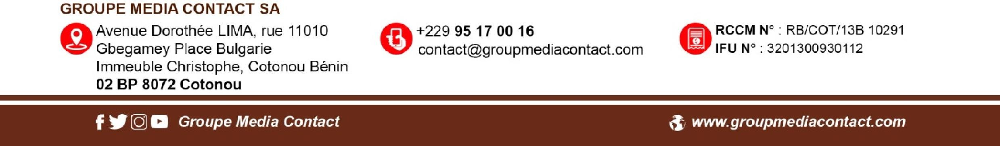 GROUPE MEDIA CONTACT SA
Avenue Dorothée LIMA, rue 11010
Gbegamey Place Bulgarie
Immeuble Christophe, Cotonou Bénin
02 BP 8072 Cotonou
+229 95 17 00 16
contact@groupmediacontact.com
RCCM N° : RB/COT/13B 10291
IFU N° : 3201300930112
Groupe Media Contact
www.groupmediacontact.com